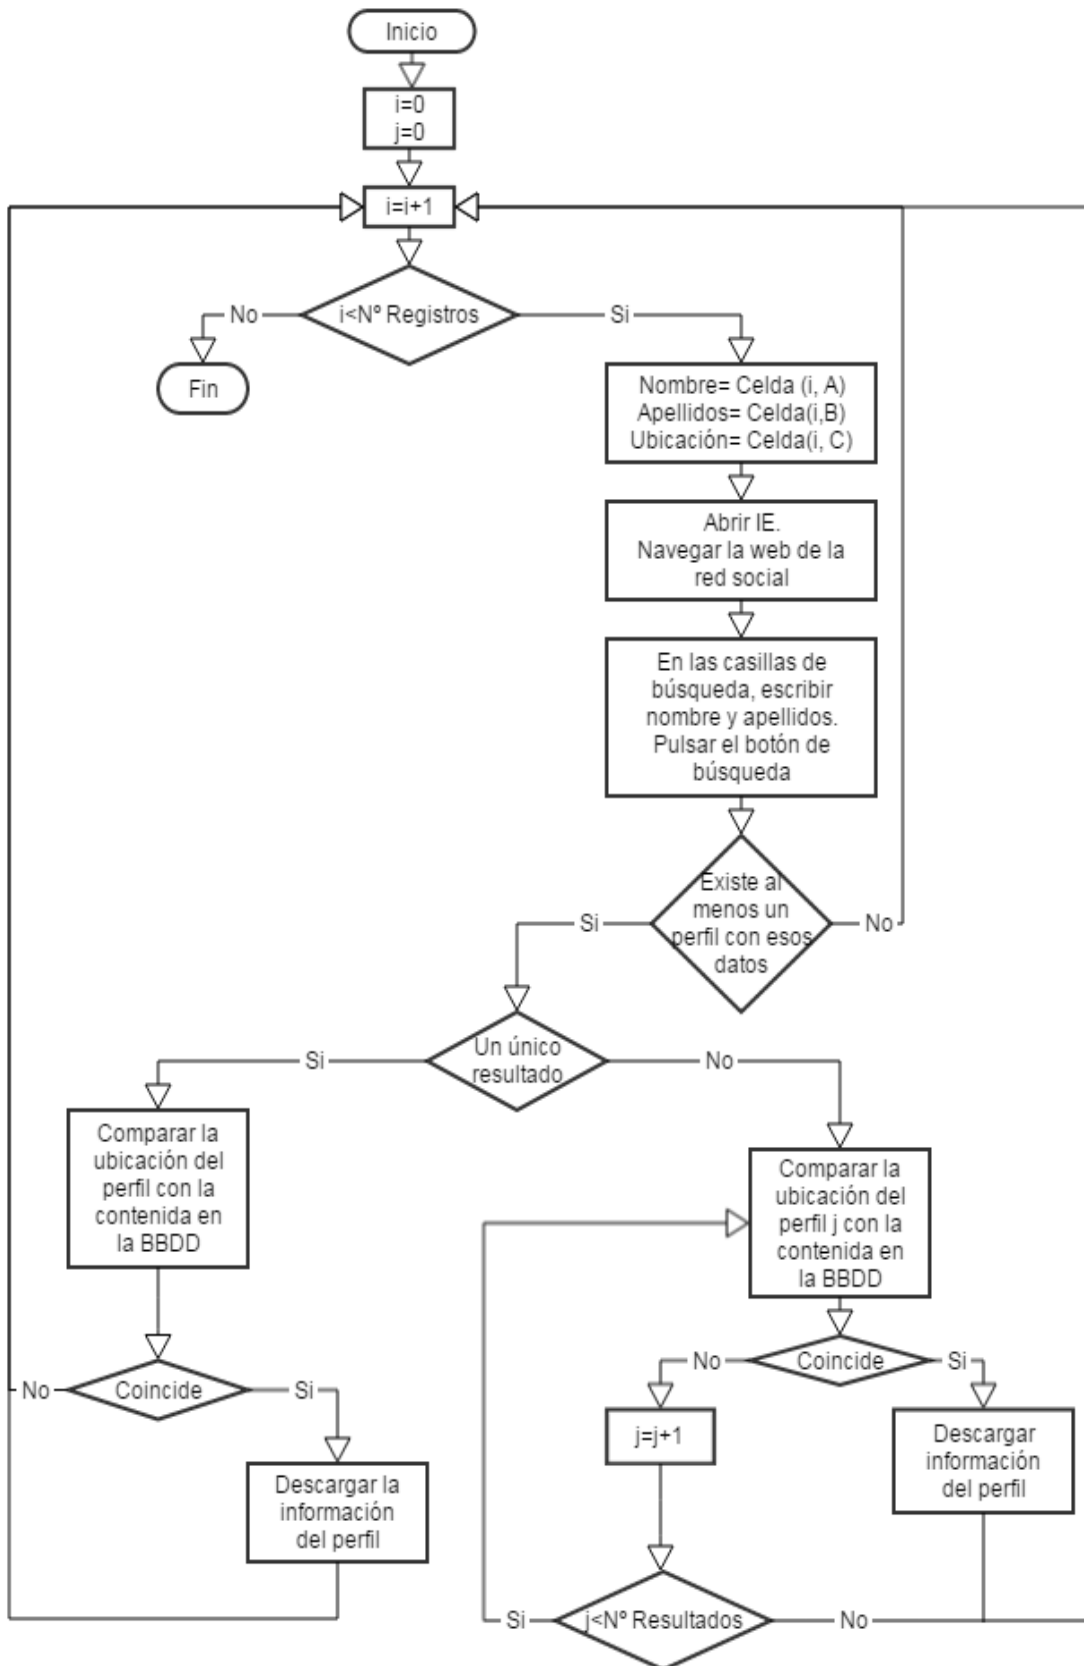 Inicio
i=0
j=0
i=i+1
i<Nº Registros
No
Si
Fin
Nombre= Celda (i, A)
Apellidos= Celda(i,B)
Ubicación= Celda(i, C)
Abrir IE.
Navegar la web de la
red social
En las casillas de
búsqueda, escribir
nombre y apellidos.
Pulsar el botón de
búsqueda
Existe al
menos un
perfil con esos
datos
Si
No
Un único
resultado
Si
No
Comparar la
ubicación del
perfil con la
contenida en
la BBDD
Comparar la
ubicación del
perfil j con la
contenida en
la BBDD
Coincide
No
Si
Coincide
No
Si
j=j+1
Descargar
información
del perfil
Descargar la
información
del perfil
j<Nº Resultados
Si
No